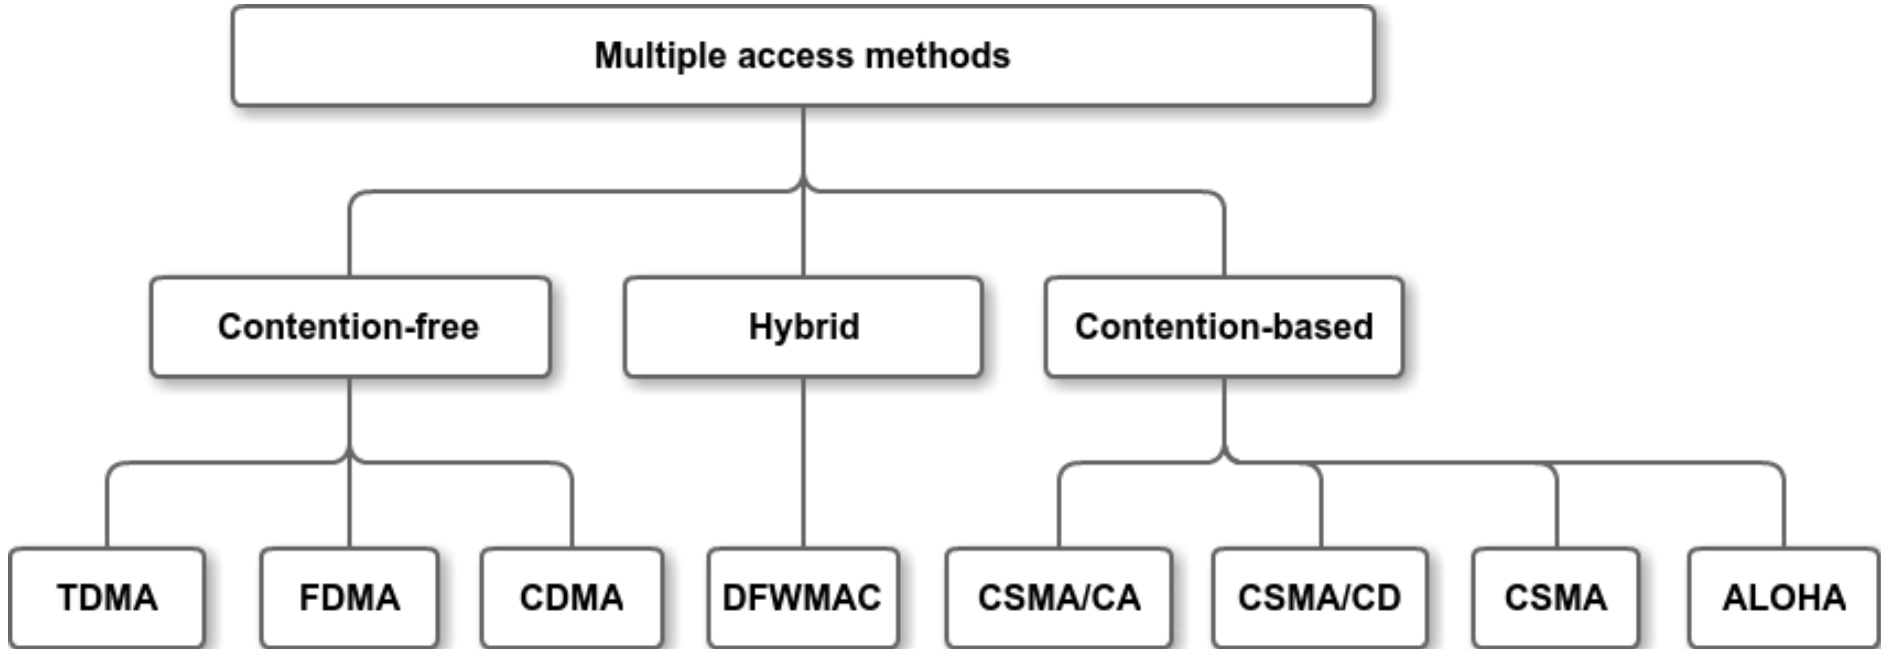 Multiple access methods
Contention-free
Hybrid
Contention-based
TDMA
FDMA
CDMA
DFWMAC
CSMA/CA
CSMA/CD
CSMA
ALOHA